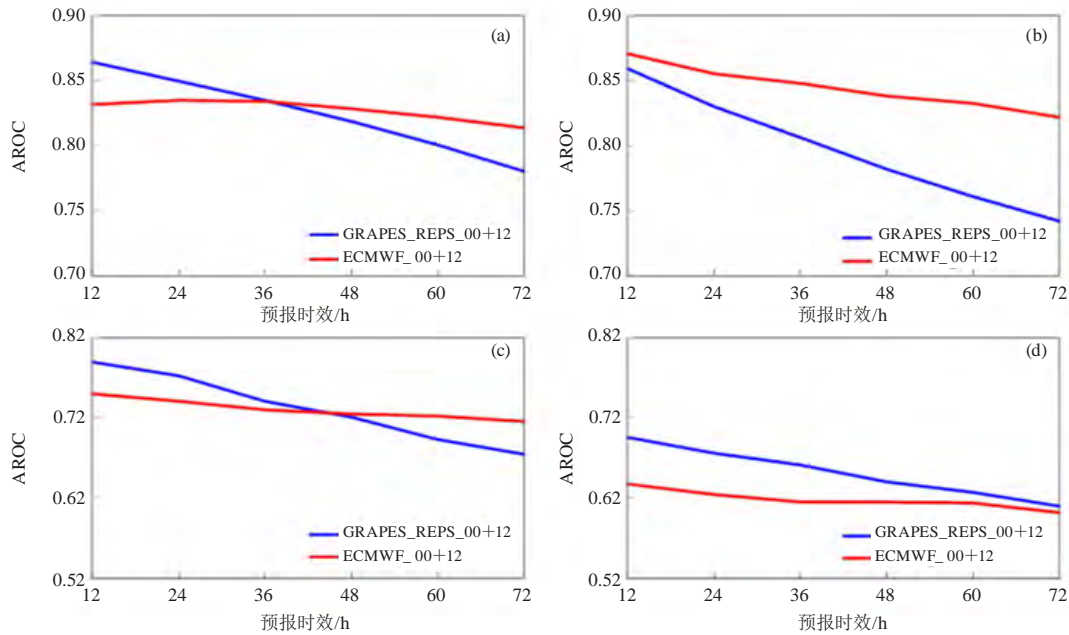 0.90
0.85
0.80
0.75
0.70
AROC
(a)
GRAPES_REPS_00+12
ECMWF_00+12
12 24 36 48 60 72
预报时效/h
0.90
0.85
0.80
0.75
0.70
AROC
(b)
GRAPES_REPS_00+12
ECMWF_00+12
12 24 36 48 60 72
预报时效/h
0.82
0.72
0.62
0.52
AROC
(c)
GRAPES_REPS_00+12
ECMWF_00+12
12 24 36 48 60 72
预报时效/h
0.82
0.72
0.62
0.52
AROC
(d)
GRAPES_REPS_00+12
ECMWF_00+12
12 24 36 48 60 72
预报时效/h